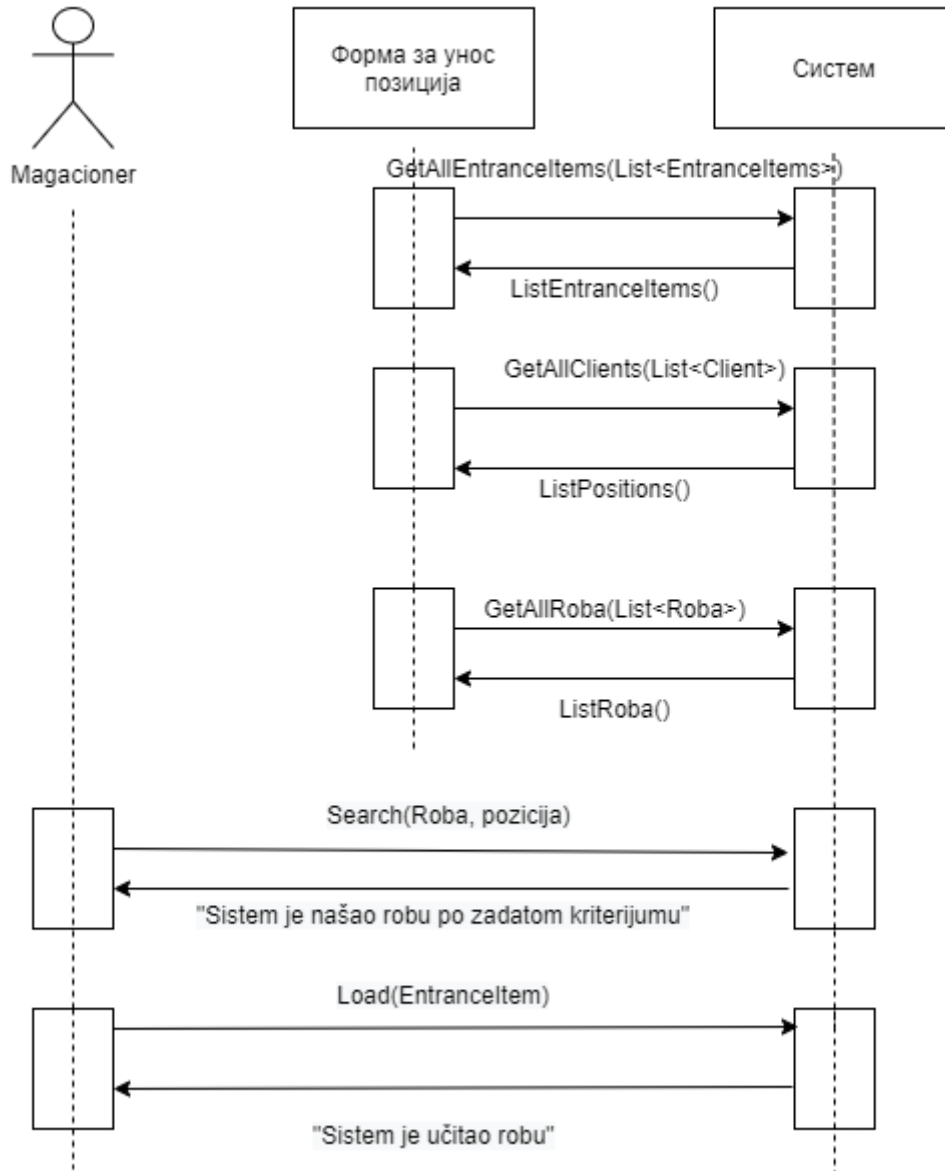 Форма за унос
позиција
Систем
Magacioner
GetAllEntranceItems(List<EntranceItems>)
ListEntranceItems()
GetAllClients(List<Client>)
ListPositions()
GetAllRoba(List<Roba>)
ListRoba()
Search(Roba, pozicija)
"Sistem je našao robu po zadatom kriterijumu"
Load(EntranceItem)
"Sistem je učitao robu"